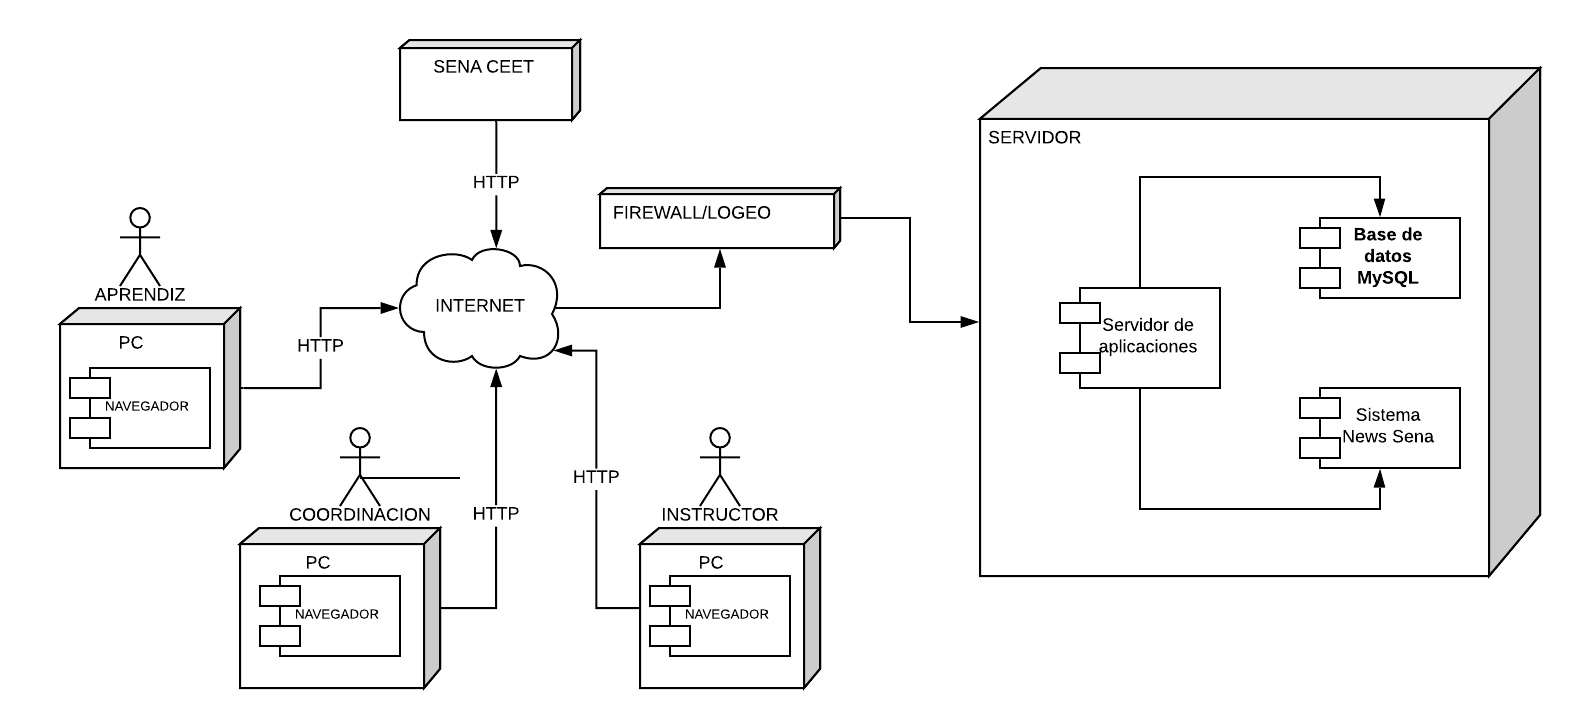 SENA CEET
SERVIDOR
HTTP
FIREWALL/LOGEO
Base de
datos
MySQL
APRENDIZ
INTERNET
Servidor de
aplicaciones
PC
HTTP
NAVEGADOR
Sistema
News Sena
HTTP
HTTP
COORDINACION
INSTRUCTOR
PC
PC
NAVEGADOR
NAVEGADOR